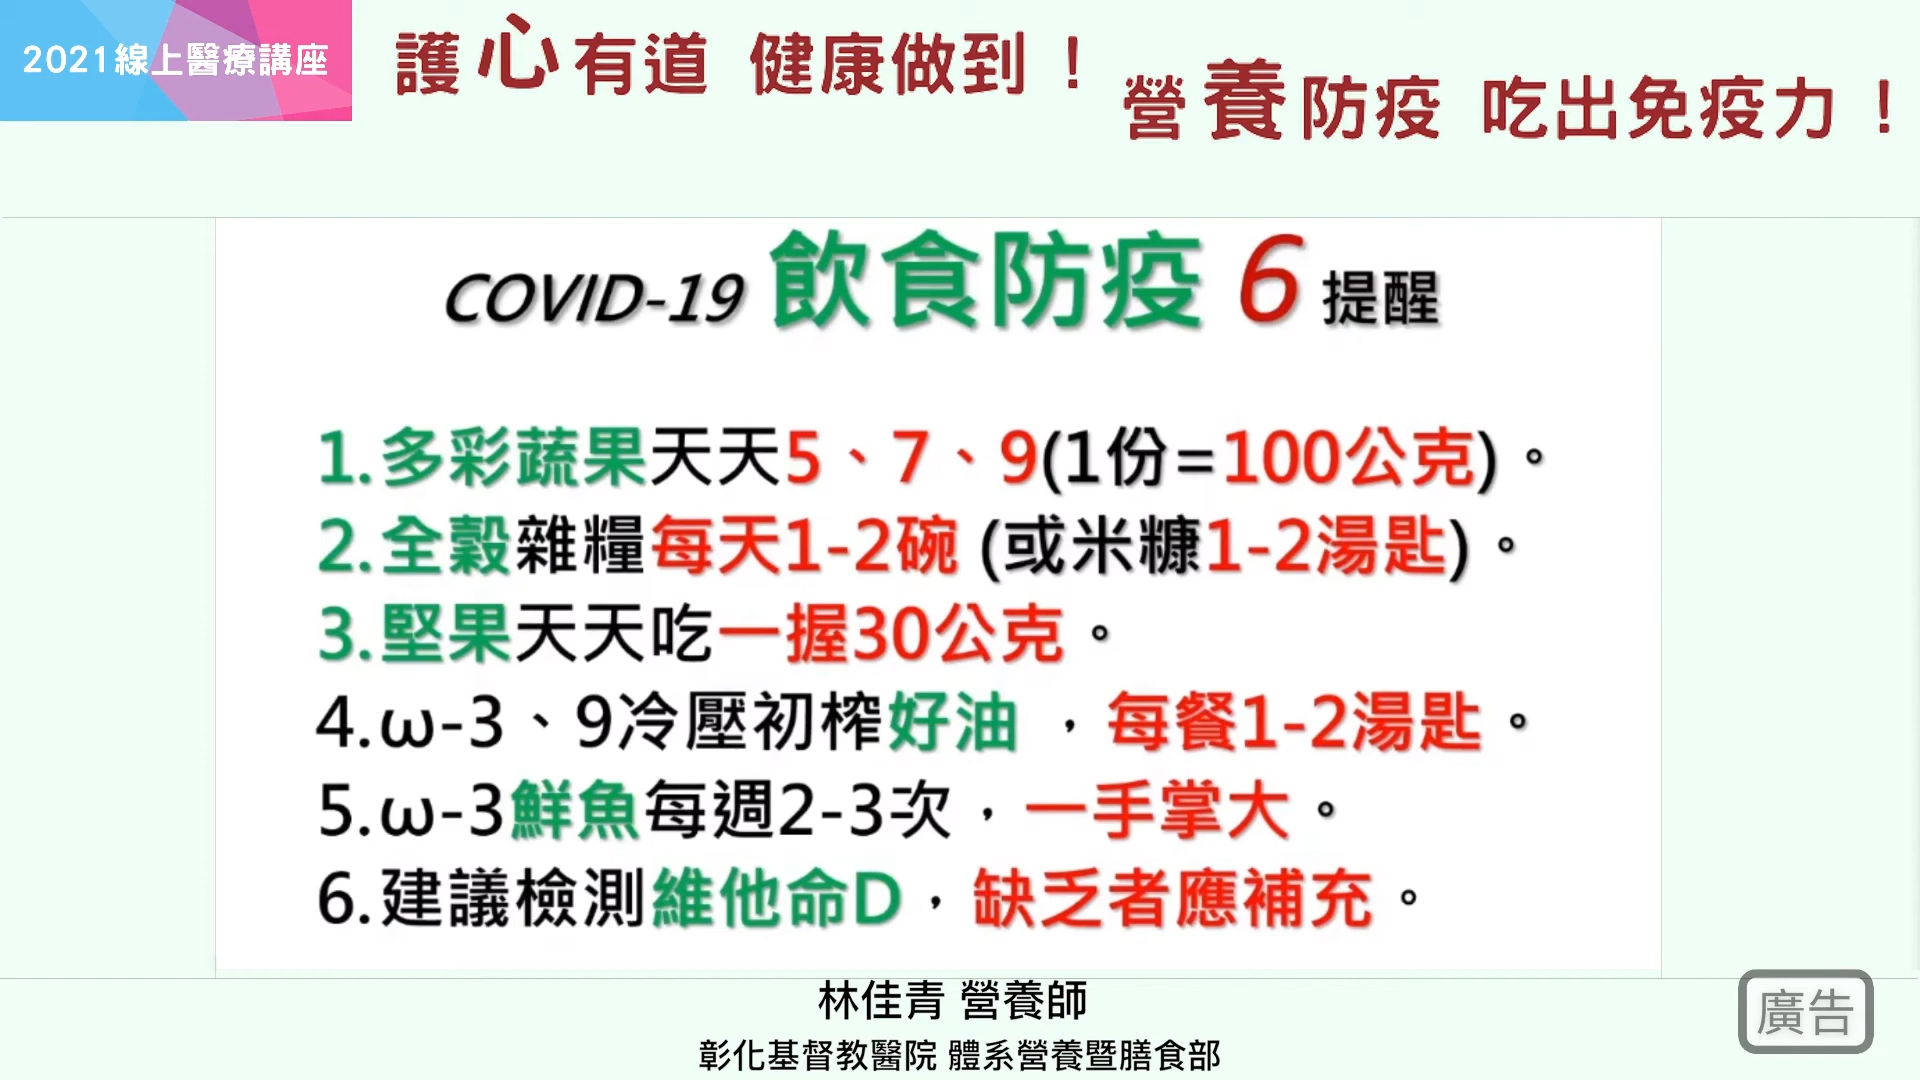 2021線上醫療講座
護心有道 健康做到！
營養防疫 吃出免疫力！
COVID-19 飲食防疫 6 提醒
1.多彩蔬果天天5、7、9(1份=100公克)。
2.全穀雜糧每天1-2碗 (或米糠1-2湯匙)。
3.堅果天天吃一握30公克。
4.ω-3、9冷壓初榨好油，每餐1-2湯匙。
5.ω-3鮮魚每週2-3次，一手掌大。
6.建議檢測維他命D，缺乏者應補充。
林佳青 營養師
彰化基督教醫院 體系營養暨膳食部
廣告